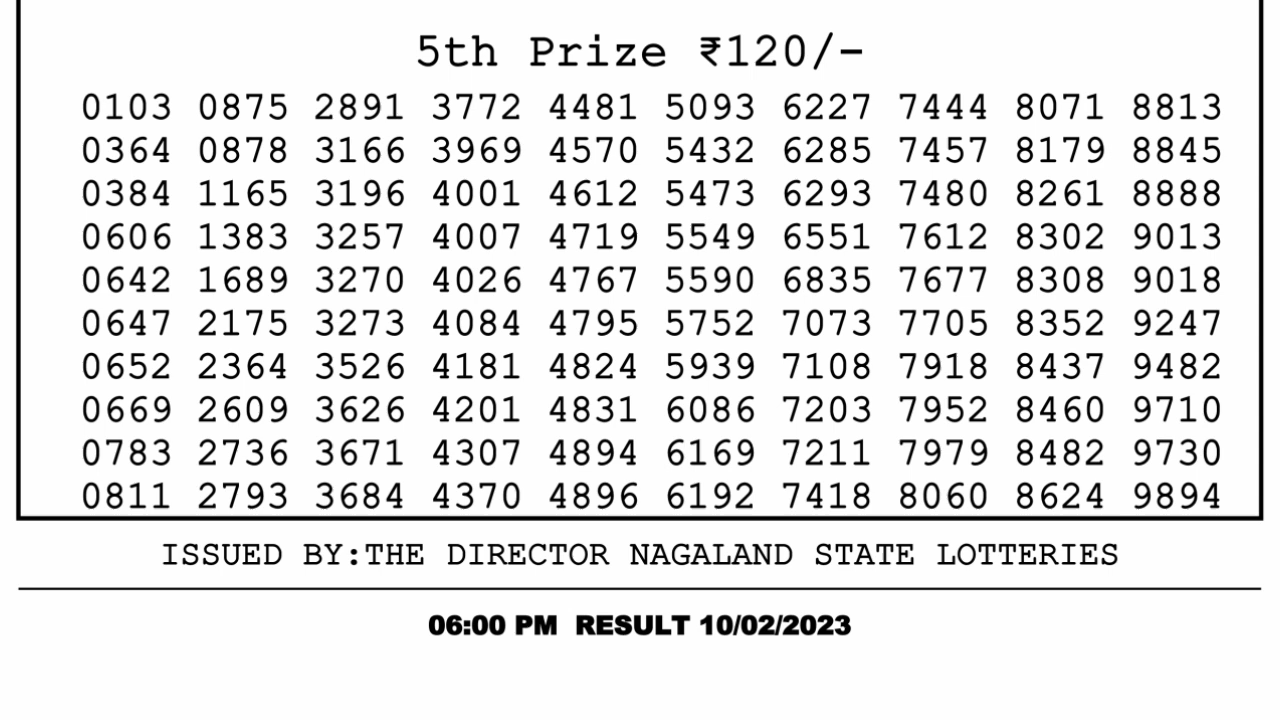 5th Prize ₹120/-
0103 0875 2891 3772 4481 5093 6227 7444 8071 8813
0364 0878 3166 3969 4570 5432 6285 7457 8179 8845
0384 1165 3196 4001 4612 5473 6293 7480 8261 8888
0606 1383 3257 4007 4719 5549 6551 7612 8302 9013
0642 1689 3270 4026 4767 5590 6835 7677 8308 9018
0647 2175 3273 4084 4795 5752 7073 7705 8352 9247
0652 2364 3526 4181 4824 5939 7108 7918 8437 9482
0669 2609 3626 4201 4831 6086 7203 7952 8460 9710
0783 2736 3671 4307 4894 6169 7211 7979 8482 9730
0811 2793 3684 4370 4896 6192 7418 8060 8624 9894
ISSUED BY:THE DIRECTOR NAGALAND STATE LOTTERIES
06:00 PM RESULT 10/02/2023